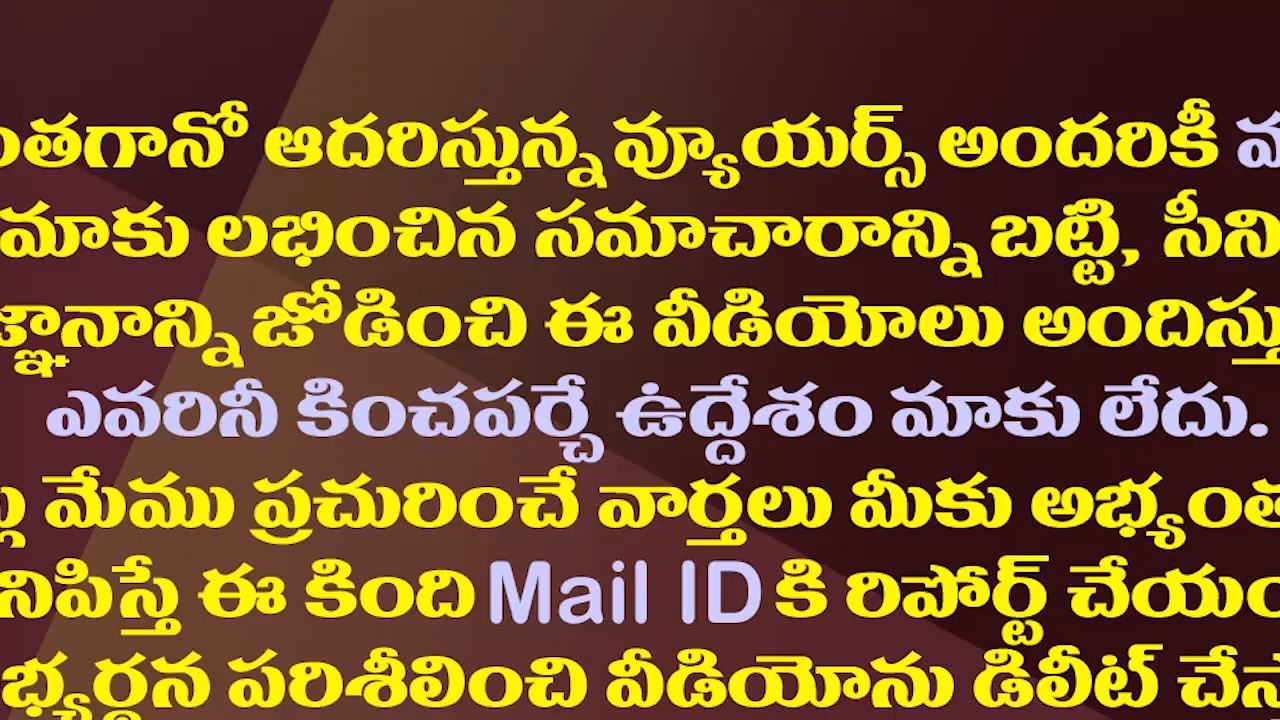 ంతగానో ఆదరిస్తున్న వ్యూయర్స్ అందరికీ
మాకు లభించిన సమాచారాన్ని బట్టి, సీని
జ్ఞానాన్ని జోడించి ఈ వీడియోలు అందిస్తు
ఎవరినీ కించపర్చే ఉద్దేశం మాకు లేదు.
మేము ప్రచురించే వార్తలు మీకు అభ్యంత
నిపిస్తే ఈ కింది Mail ID కి రిపోర్ట్ చేయం
భ్యర్థన పరిశీలించి వీడియోను డిలీట్ చేస